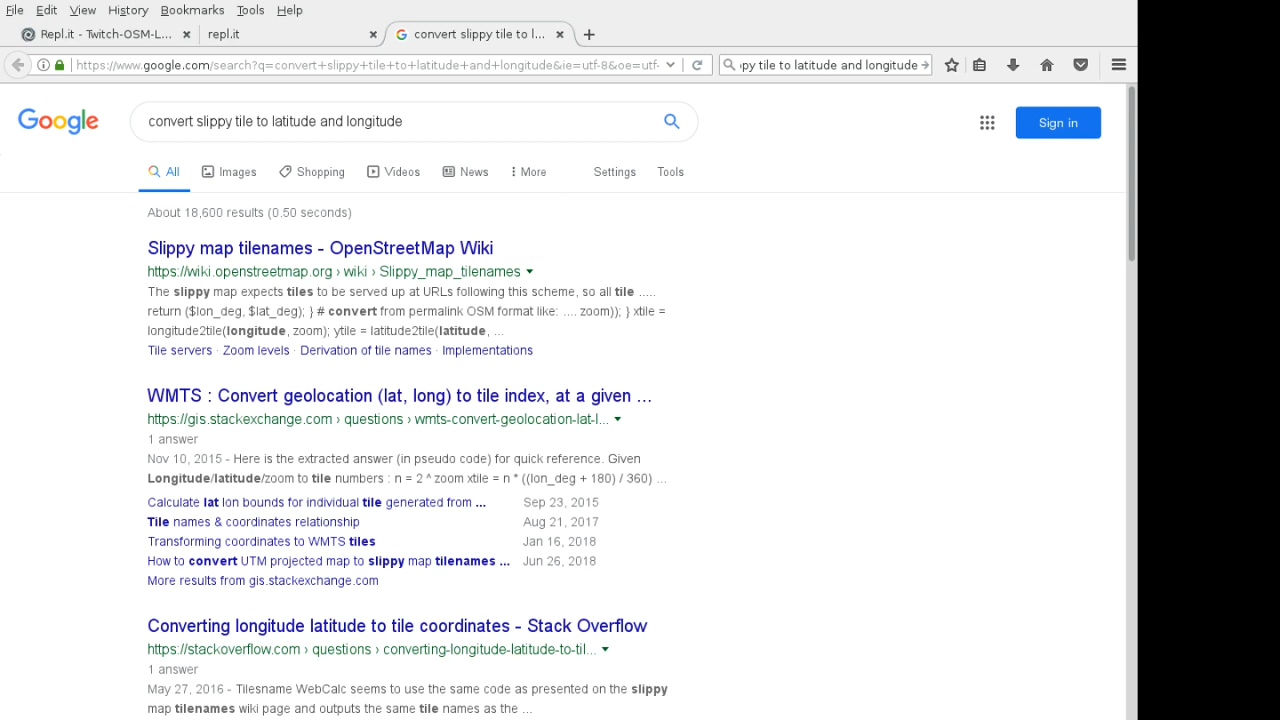 File Edit View History Bookmarks Tools Help
Repl.it - Twitch-OSM-L... × repl.it × convert slippy tile to l... ×
https://www.google.com/search?q=convert+slippy+tile+to+latitude+and+longitude&ie=utf-8&oe=utf- py tile to latitude and longitude
Google convert slippy tile to latitude and longitude Sign in
All Images Shopping Videos News More Settings Tools
About 18,600 results (0.50 seconds)
Slippy map tilenames - OpenStreetMap Wiki
https://wiki.openstreetmap.org › wiki › Slippy_map_tilenames
The slippy map expects tiles to be served up at URLs following this scheme, so all tile .....
return ($lon_deg, $lat_deg); } # convert from permalink OSM format like: .... zoom)); } xtile =
longitude2tile(longitude, zoom); ytile = latitude2tile(latitude, ...
Tile servers · Zoom levels · Derivation of tile names · Implementations
WMTS : Convert geolocation (lat, long) to tile index, at a given ...
https://gis.stackexchange.com › questions › wmts-convert-geolocation-lat-l...
1 answer
Nov 10, 2015 - Here is the extracted answer (in pseudo code) for quick reference. Given
Longitude/latitude/zoom to tile numbers : n = 2 ^ zoom xtile = n * ((lon_deg + 180) / 360) ...
Calculate lat lon bounds for individual tile generated from ... Sep 23, 2015
Tile names & coordinates relationship Aug 21, 2017
Transforming coordinates to WMTS tiles Jan 16, 2018
How to convert UTM projected map to slippy map tilenames ... Jun 26, 2018
More results from gis.stackexchange.com
Converting longitude latitude to tile coordinates - Stack Overflow
https://stackoverflow.com › questions › converting-longitude-latitude-to-til...
1 answer
May 27, 2016 - Tilesname WebCalc seems to use the same code as presented on the slippy
map tilenames wiki page and outputs the same tile names as the ...